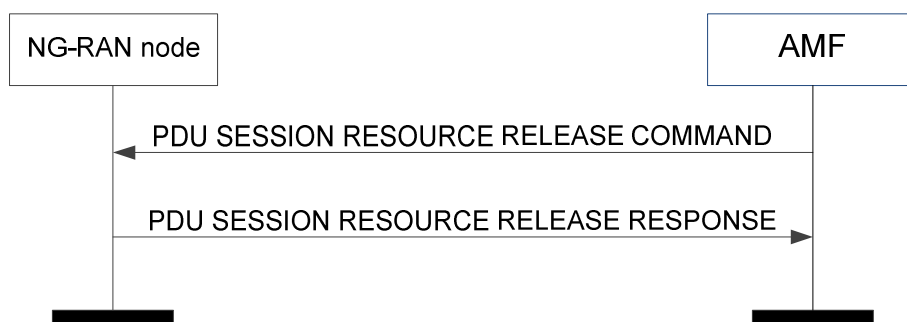 NG-RAN node
AMF
PDU SESSION RESOURCE RELEASE COMMAND
PDU SESSION RESOURCE RELEASE RESPONSE